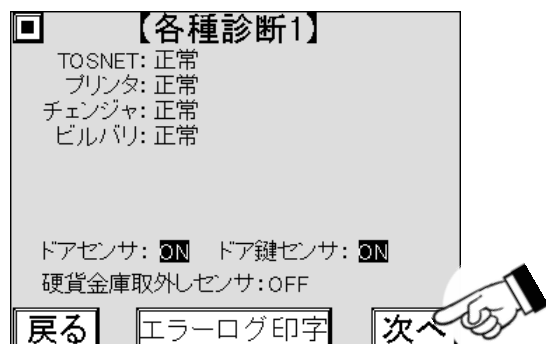 【各種診断1】
TOSNET: 正常
プリンタ: 正常
チェンジャ: 正常
ビルバリ: 正常
ドアセンサ: ON ドア鍵センサ: ON
硬貨金庫取外しセンサ:OFF
戻る エラーログ印字 次へ